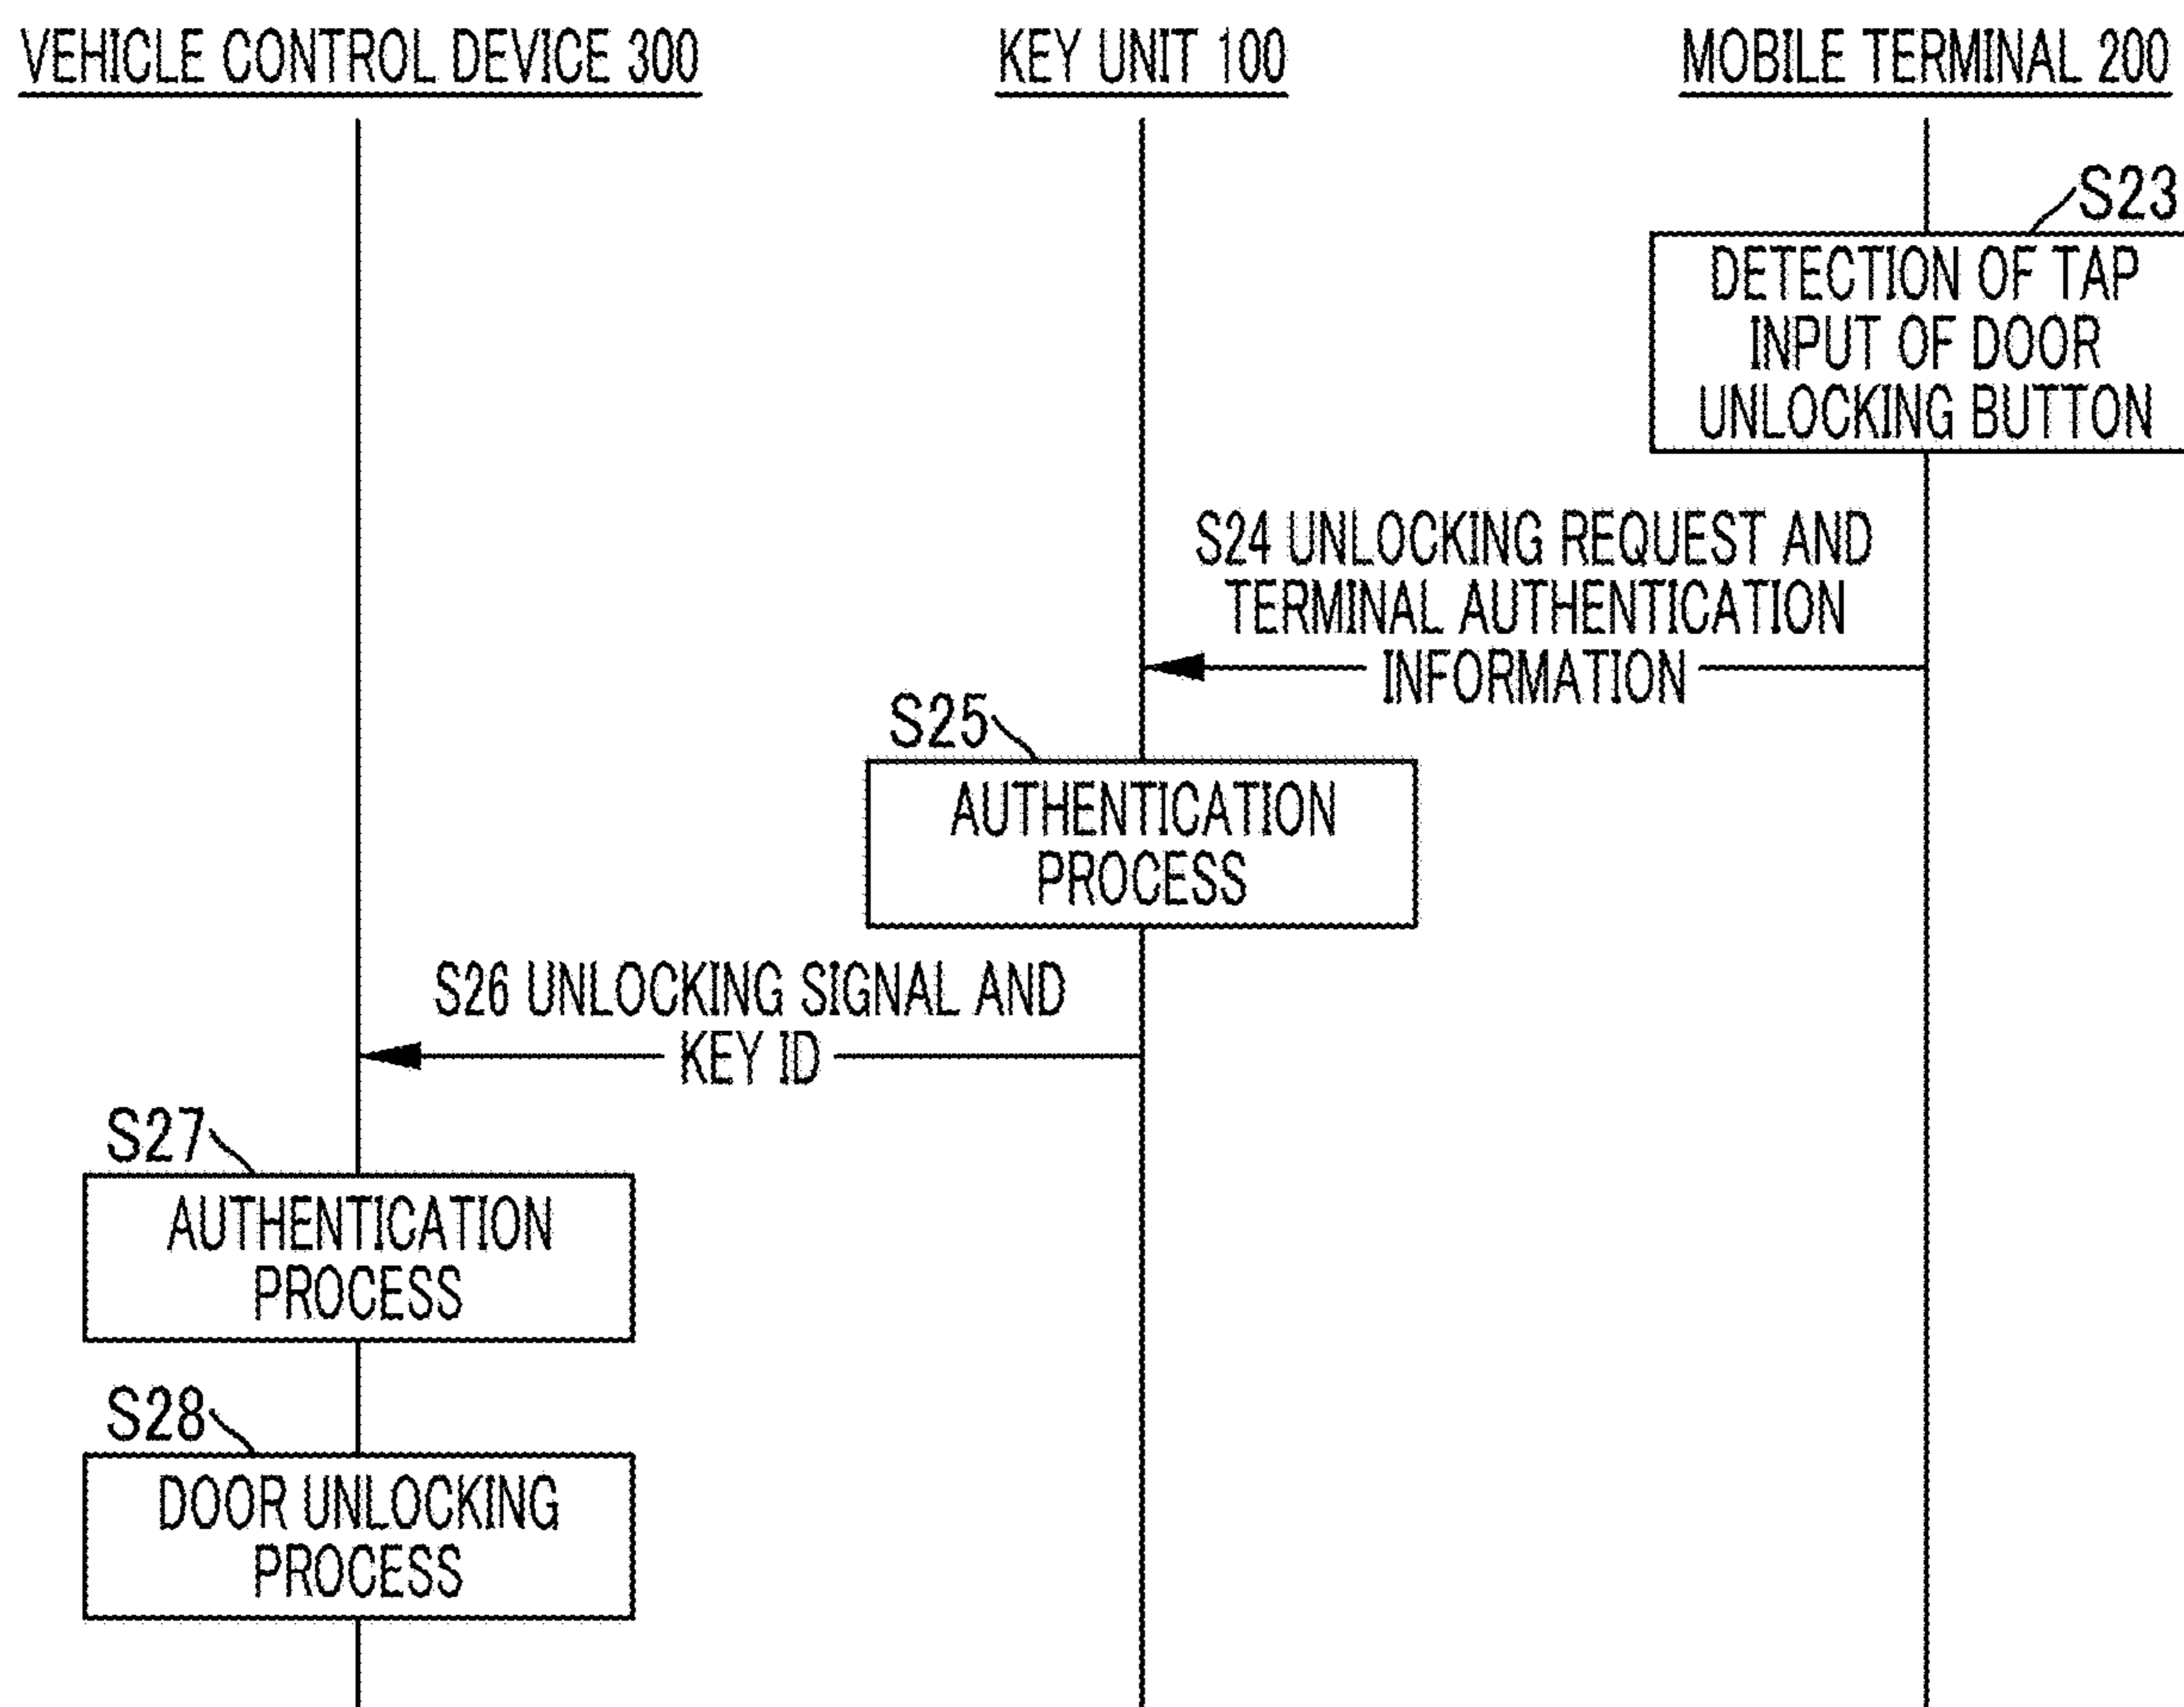 VEHICLE CONTROL DEVICE 300
KEY UNIT 100
MOBILE TERMINAL 200
S23
DETECTION OF TAP
INPUT OF DOOR
UNLOCKING BUTTON
S24 UNLOCKING REQUEST AND
TERMINAL AUTHENTICATION
INFORMATION
S25
AUTHENTICATION
PROCESS
S26 UNLOCKING SIGNAL AND
KEY ID
S27
AUTHENTICATION
PROCESS
S28
DOOR UNLOCKING
PROCESS